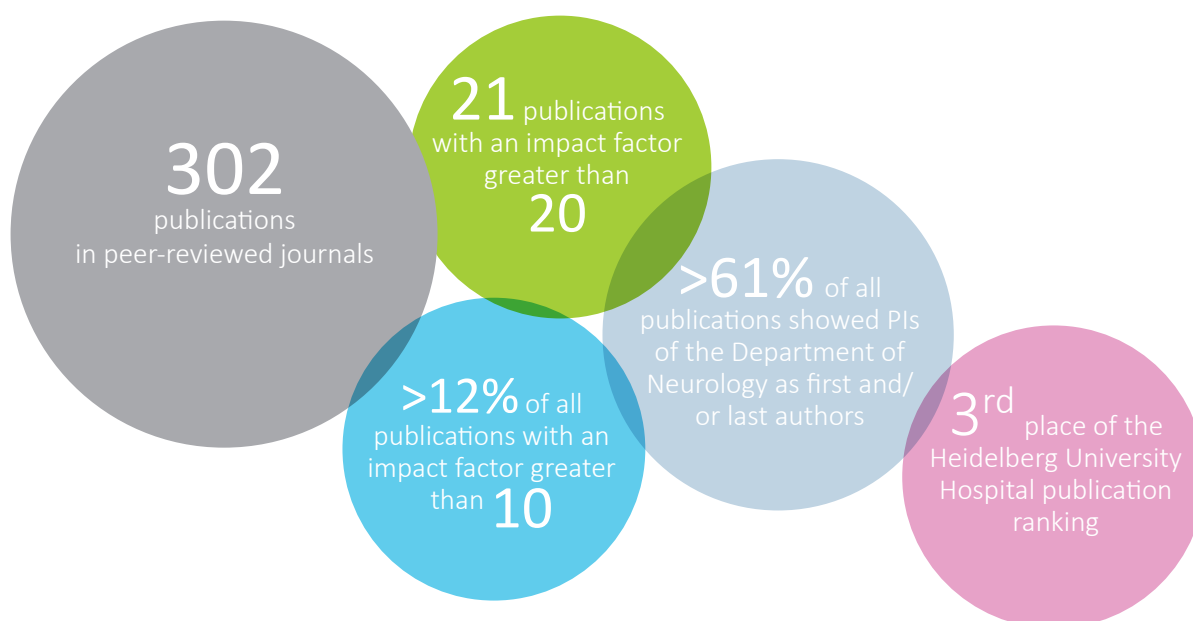 302
publications
in peer-reviewed journals
21 publications
with an impact factor
greater than
20
>61% of all
publications showed PIs
of the Department of
Neurology as first and/
or last authors
>12% of all
publications with an
impact factor greater
than 10
3rd place of the
Heidelberg University
Hospital publication
ranking